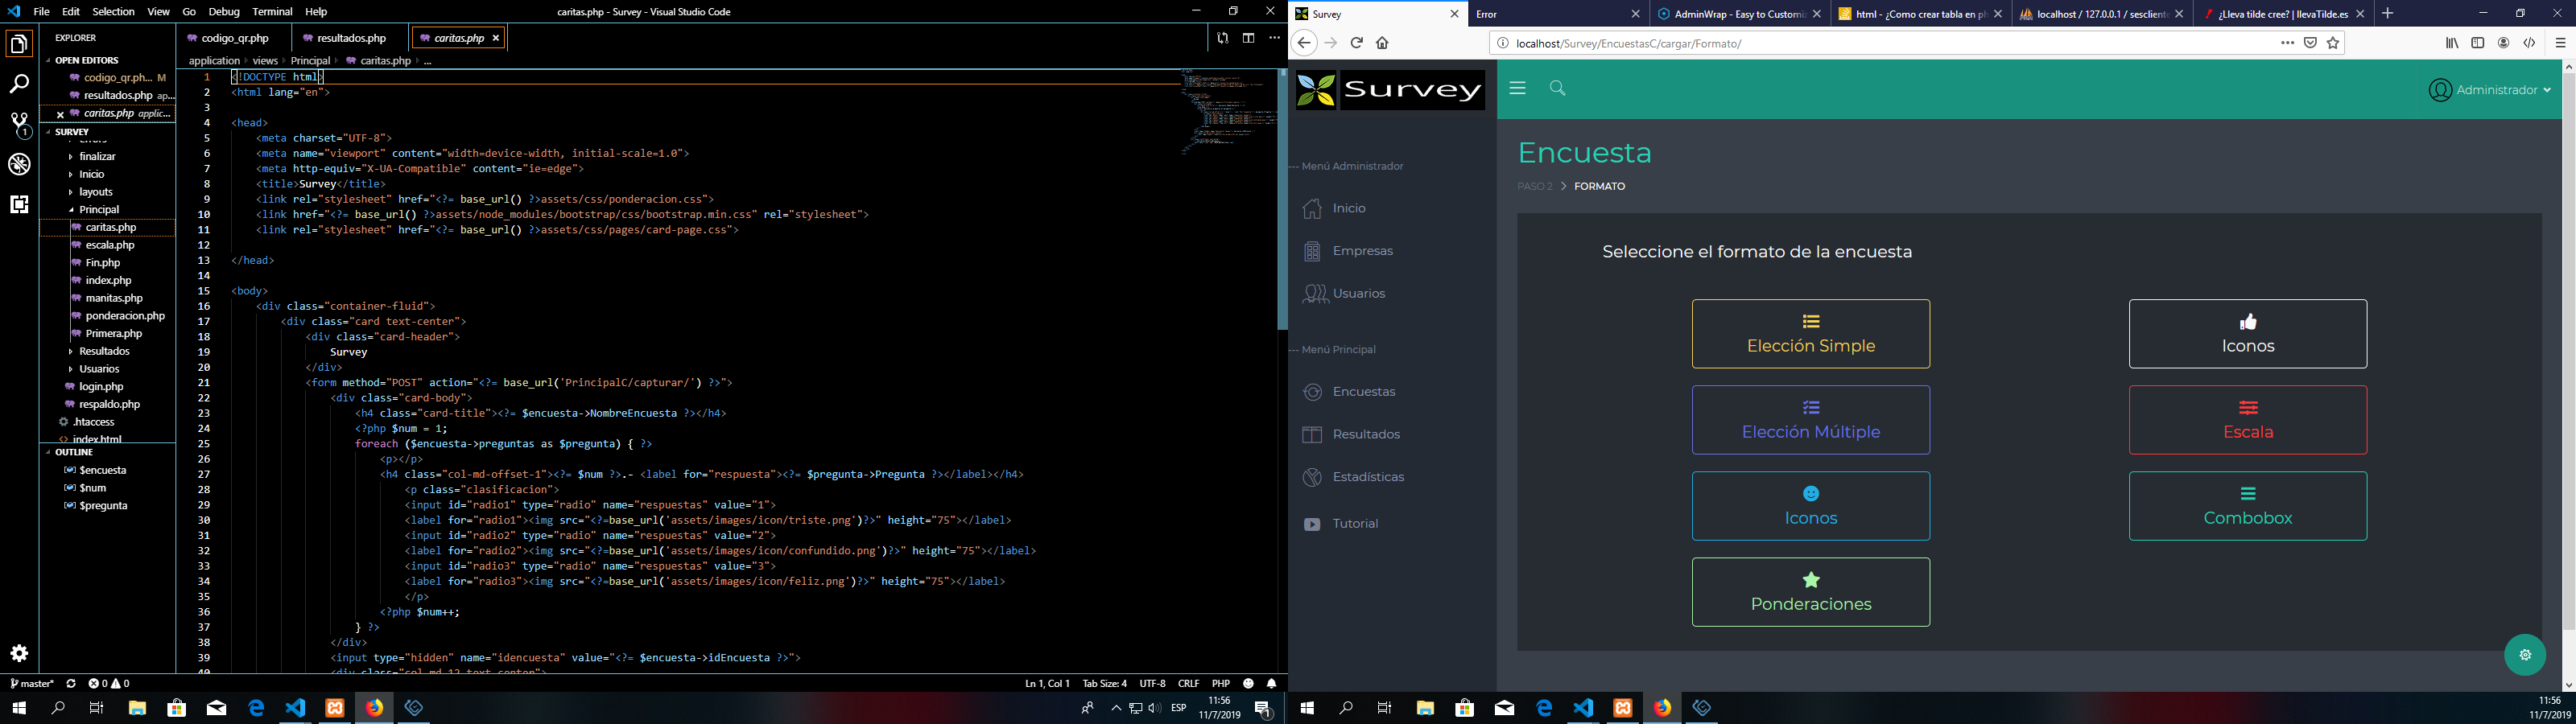 File Edit Selection View Go Debug Terminal Help
caritas.php - Survey - Visual Studio Code
EXPLORER
OPEN EDITORS
codigo_qr.ph... M
resultados.php ap...
caritas.php applic...
SURVEY
errors
finalizar
Inicio
layouts
Principal
caritas.php
escala.php
Fin.php
index.php
manitas.php
ponderacion.php
Primera.php
Resultados
Usuarios
login.php
respaldo.php
.htaccess
index.html
OUTLINE
$encuesta
$num
$pregunta
codigo_qr.php resultados.php caritas.php
application views Principal caritas.php ...
1 <!DOCTYPE html>
2 <html lang="en">
3
4 <head>
5 <meta charset="UTF-8">
6 <meta name="viewport" content="width=device-width, initial-scale=1.0">
7 <meta http-equiv="X-UA-Compatible" content="ie=edge">
8 <title>Survey</title>
9 <link rel="stylesheet" href="<?= base_url() ?>assets/css/ponderacion.css">
10 <link href="<?= base_url() ?>assets/node_modules/bootstrap/css/bootstrap.min.css" rel="stylesheet">
11 <link rel="stylesheet" href="<?= base_url() ?>assets/css/pages/card-page.css">
12
13 </head>
14
15 <body>
16 <div class="container-fluid">
17 <div class="card text-center">
18 <div class="card-header">
19 Survey
20 </div>
21 <form method="POST" action="<?= base_url('PrincipalC/capturar/') ?>">
22 <div class="card-body">
23 <h4 class="card-title"><?= $encuesta->NombreEncuesta ?></h4>
24 <?php $num = 1;
25 foreach ($encuesta->preguntas as $pregunta) { ?>
26 <p></p>
27 <h4 class="col-md-offset-1"><?= $num ?>.- <label for="respuesta"><?= $pregunta->Pregunta ?></label></h4>
28 <p class="clasificacion">
29 <input id="radio1" type="radio" name="respuestas" value="1">
30 <label for="radio1"><img src="<?=base_url('assets/images/icon/triste.png')?>" height="75"></label>
31 <input id="radio2" type="radio" name="respuestas" value="2">
32 <label for="radio2"><img src="<?=base_url('assets/images/icon/confundido.png')?>" height="75"></label>
33 <input id="radio3" type="radio" name="respuestas" value="3">
34 <label for="radio3"><img src="<?=base_url('assets/images/icon/feliz.png')?>" height="75"></label>
35 </p>
36 <?php $num++;
37 } ?>
38 </div>
39 <input type="hidden" name="idencuesta" value="<?= $encuesta->idEncuesta ?>">
40 <div class="col-md-12 text-center">
master* 0 0
Ln 1, Col 1 Tab Size: 4 UTF-8 CRLF PHP
ESP
11:56
11/7/2019
1
Survey
Error
AdminWrap - Easy to Customiz
html - ¿Como crear tabla en ph
localhost / 127.0.0.1 / sescliente
¿Lleva tilde cree? | llevaTilde.es
localhost/Survey/EncuestasC/cargar/Formato/
Survey
Administrador
--- Menú Administrador
Inicio
Empresas
Usuarios
--- Menú Principal
Encuestas
Resultados
Estadísticas
Tutorial
Encuesta
PASO 2 > FORMATO
Seleccione el formato de la encuesta
Elección Simple
Iconos
Elección Múltiple
Escala
Iconos
Combobox
Ponderaciones
11:56
11/7/2019